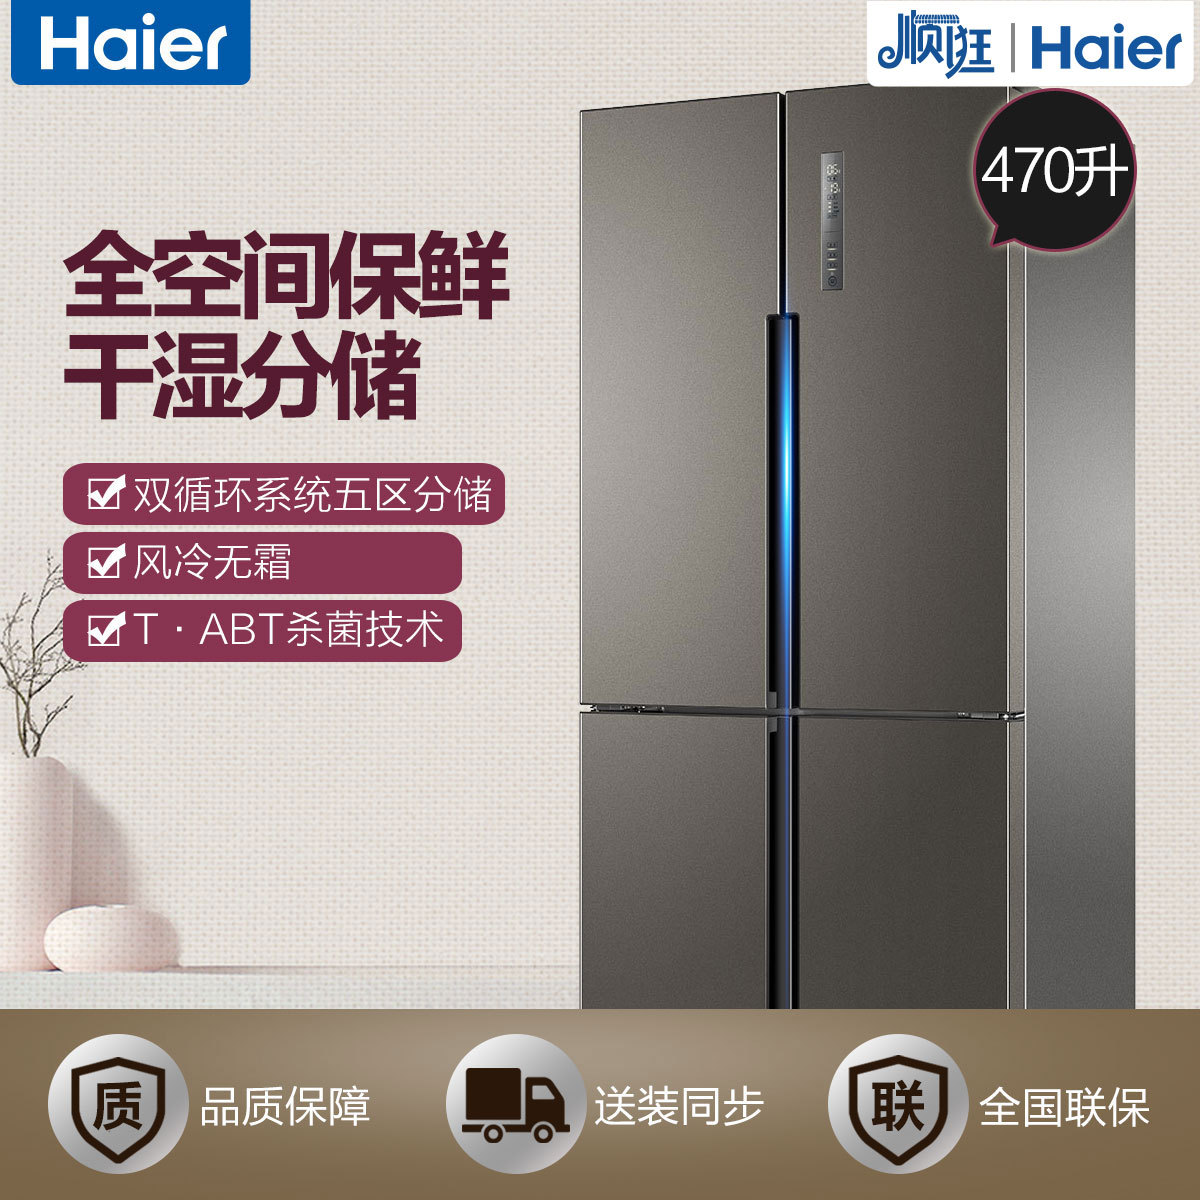 Haier
顺逛 | Haier
470升
全空间保鲜
干湿分储
双循环系统五区分储
风冷无霜
T·ABT杀菌技术
质 品质保障
送装同步
联 全国联保